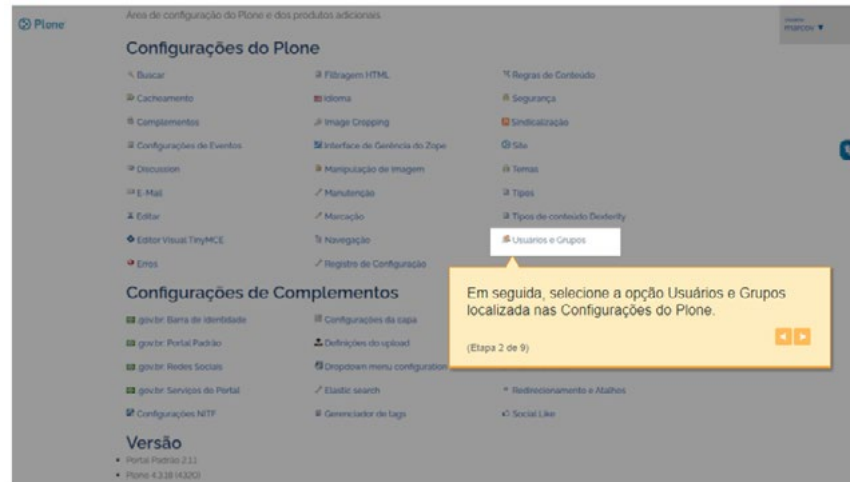 Área de configuração do Plone e dos produtos adicionais.
Plone
Usuário
marcov ▼
Configurações do Plone
Buscar
Filtragem HTML
Regras de Conteúdo
Cacheamento
Idioma
Segurança
Complementos
Image Cropping
Sindicalização
Configurações de Eventos
Interface de Gerência do Zope
Site
Discussion
Manipulação de Imagem
Temas
E-Mail
Manutenção
Tipos
Editar
Marcação
Tipos de conteúdo Dexterity
Editor Visual TinyMCE
Navegação
Usuários e Grupos
Erros
Registro de Configuração
Em seguida, selecione a opção Usuários e Grupos
localizada nas Configurações do Plone.
(Etapa 2 de 9)
Configurações de Complementos
.gov.br: Barra de identidade
Configurações da capa
.gov.br: Portal Padrão
Definições do upload
.gov.br: Redes Sociais
Dropdown menu configuration
.gov.br: Serviços do Portal
Elastic search
Redirecionamento e Atalhos
Configurações NITF
Gerenciador de tags
Social Like
Versão
Portal Padrão 2.1.1
Plone 4.3.18 (4320)